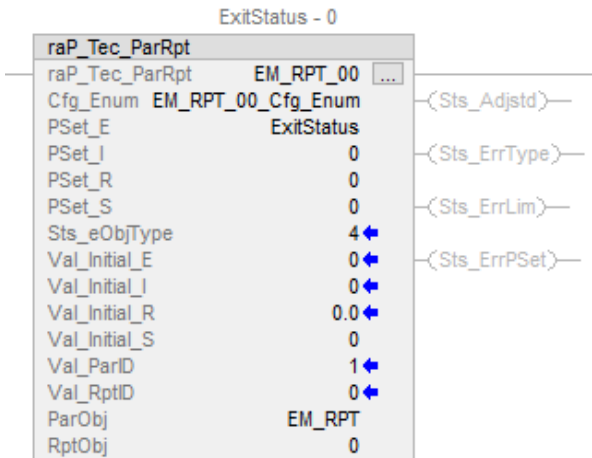 ExitStatus - 0
raP_Tec_ParRpt
raP_Tec_ParRpt EM_RPT_00 ...
Cfg_Enum EM_RPT_00_Cfg_Enum (Sts_Adjstd)
PSet_E ExitStatus
PSet_I 0 (Sts_ErrType)
PSet_R 0
PSet_S 0 (Sts_ErrLim)
Sts_eObjType 4
Val_Initial_E 0 (Sts_ErrPSet)
Val_Initial_I 0
Val_Initial_R 0.0
Val_Initial_S 0
Val_ParID 1
Val_RptID 0
ParObj EM_RPT
RptObj 0